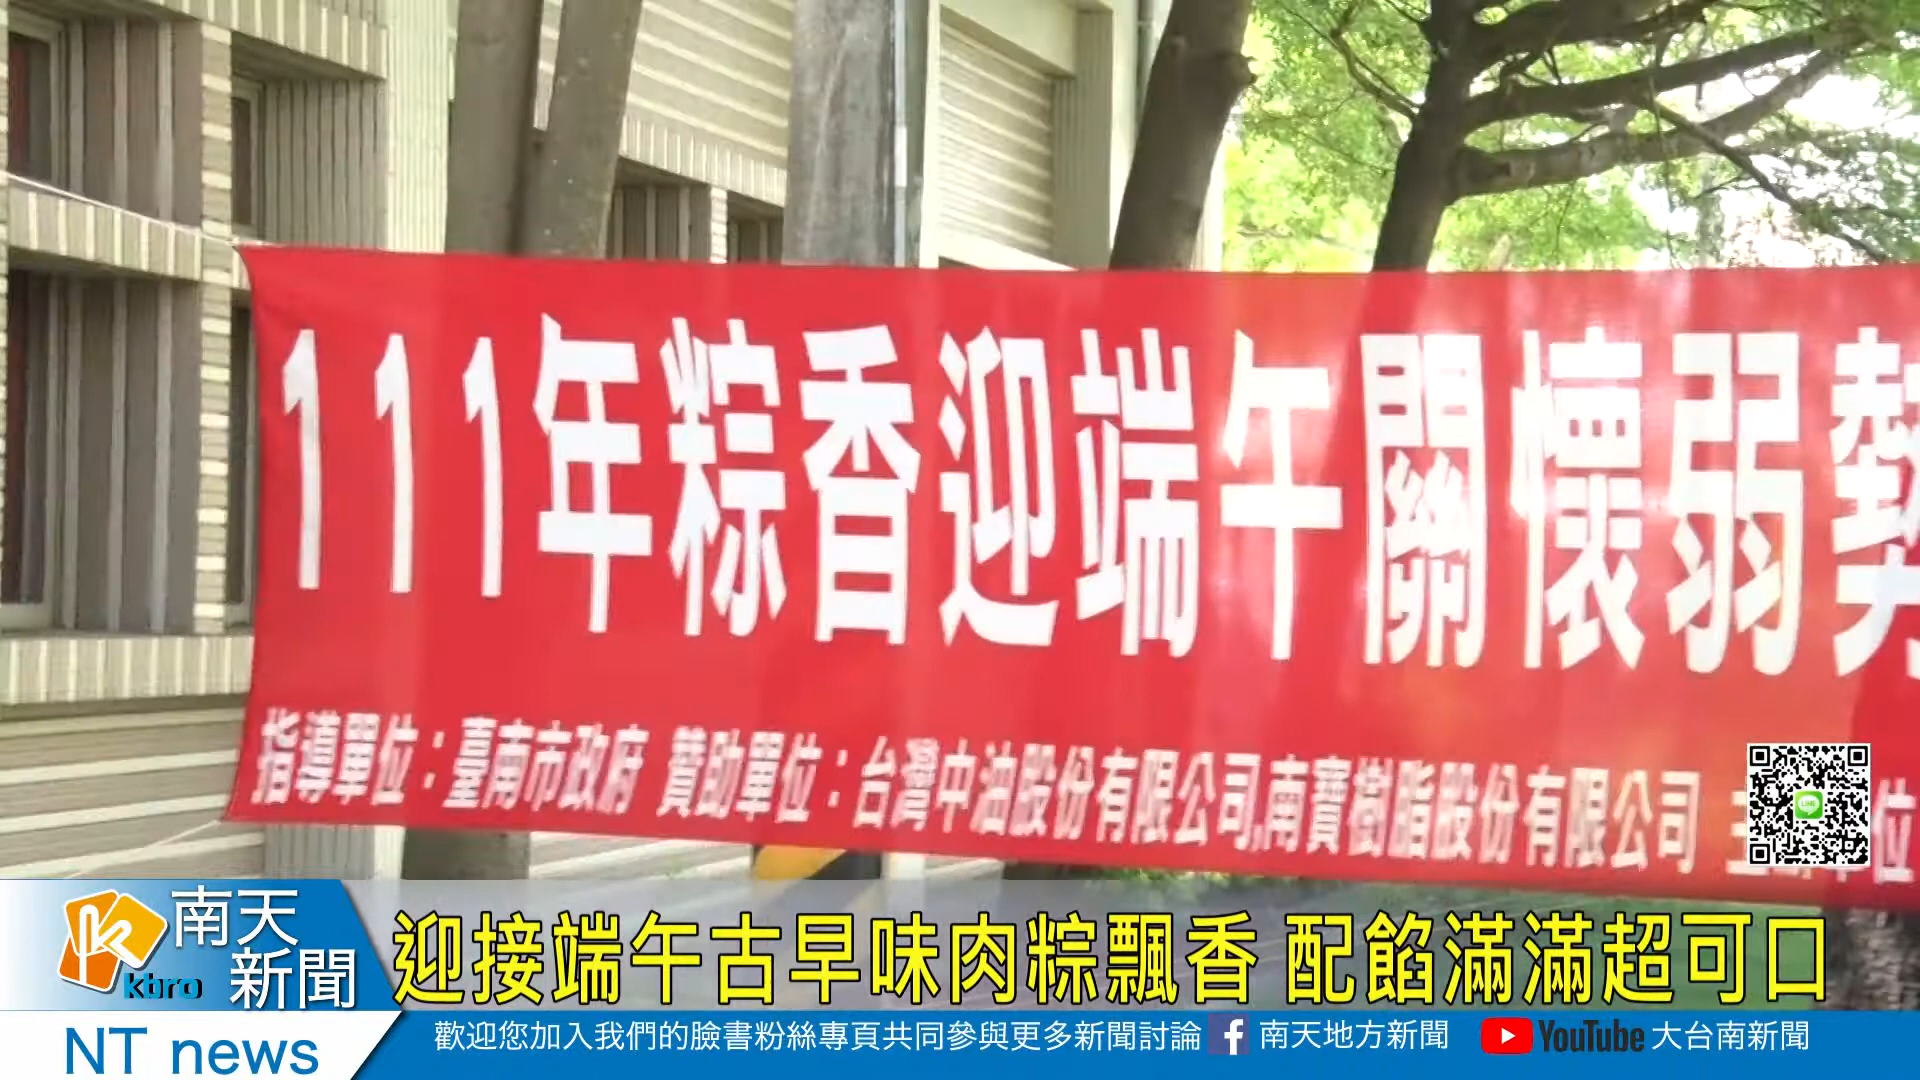 111年粽香迎端午關懷弱勢
指導單位：臺南市政府 贊助單位：台灣中油股份有限公司,南寶樹脂股份有限公司 主
位
LINE
南天新聞
kbro
迎接端午古早味肉粽飄香 配餡滿滿超可口
NT news
歡迎您加入我們的臉書粉絲專頁共同參與更多新聞討論 南天地方新聞 YouTube 大台南新聞